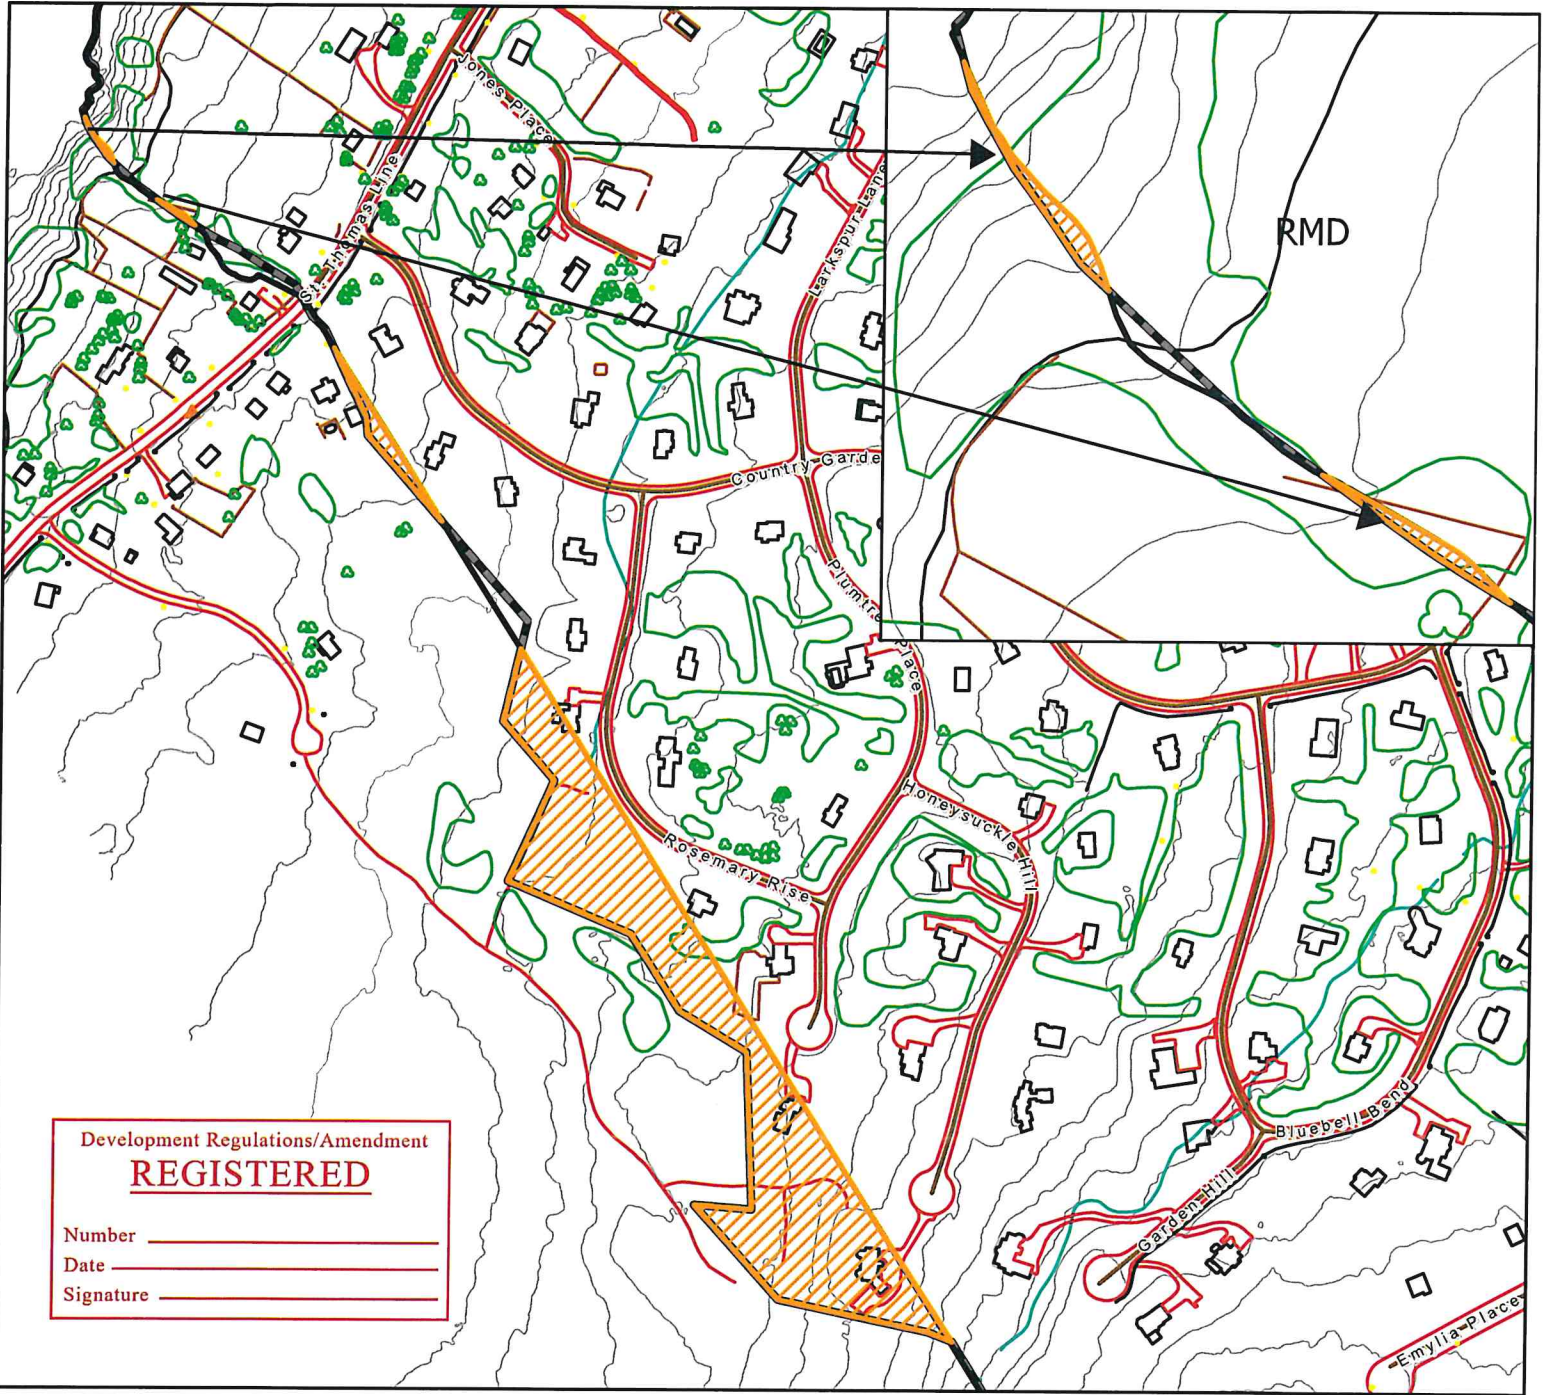 Jones Place
St. Thomas Line
Larkspur Lane
RMD
Country Garde
Plumtre Place
Honeysuckle Hill
Rosemary Rise
Bluebell Bend
Garden Hill
Emylia Place
Development Regulations/Amendment
REGISTERED
Number
Date
Signature